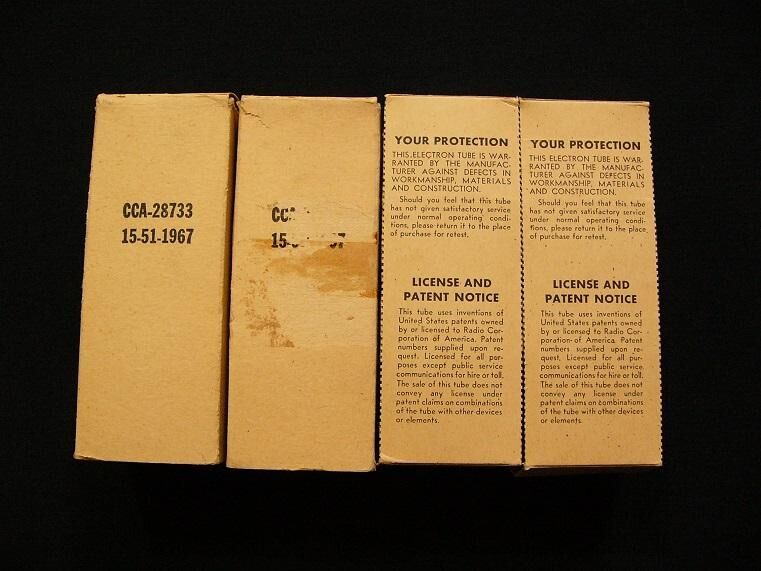 CCA-28733
15-51-1967
YOUR PROTECTION
THIS ELECTRON TUBE IS WAR-
RANTED BY THE MANUFAC-
TURER AGAINST DEFECTS IN
WORKMANSHIP, MATERIALS
AND CONSTRUCTION.
Should you feel that this tube
has not given satisfactory service
under normal operating condi-
tions, please return it to the place
of purchase for retest.
LICENSE AND
PATENT NOTICE
This tube uses inventions of
United States patents owned
by or licensed to Radio Cor-
poration of America. Patent
numbers supplied upon re-
quest. Licensed for all pur-
poses except public service
communications for hire or toll.
The sale of this tube does not
convey any license under
patent claims on combinations
of the tube with other devices
or elements.
YOUR PROTECTION
THIS ELECTRON TUBE IS WAR-
RANTED BY THE MANUFAC-
TURER AGAINST DEFECTS IN
WORKMANSHIP, MATERIALS
AND CONSTRUCTION.
Should you feel that this tube
has not given satisfactory service
under normal operating condi-
tions, please return it to the place
of purchase for retest.
LICENSE AND
PATENT NOTICE
This tube uses inventions of
United States patents owned
by or licensed to Radio Cor-
poration of America. Patent
numbers supplied upon re-
quest. Licensed for all pur-
poses except public service
communications for hire or toll.
The sale of this tube does not
convey any license under
patent claims on combinations
of the tube with other devices
or elements.